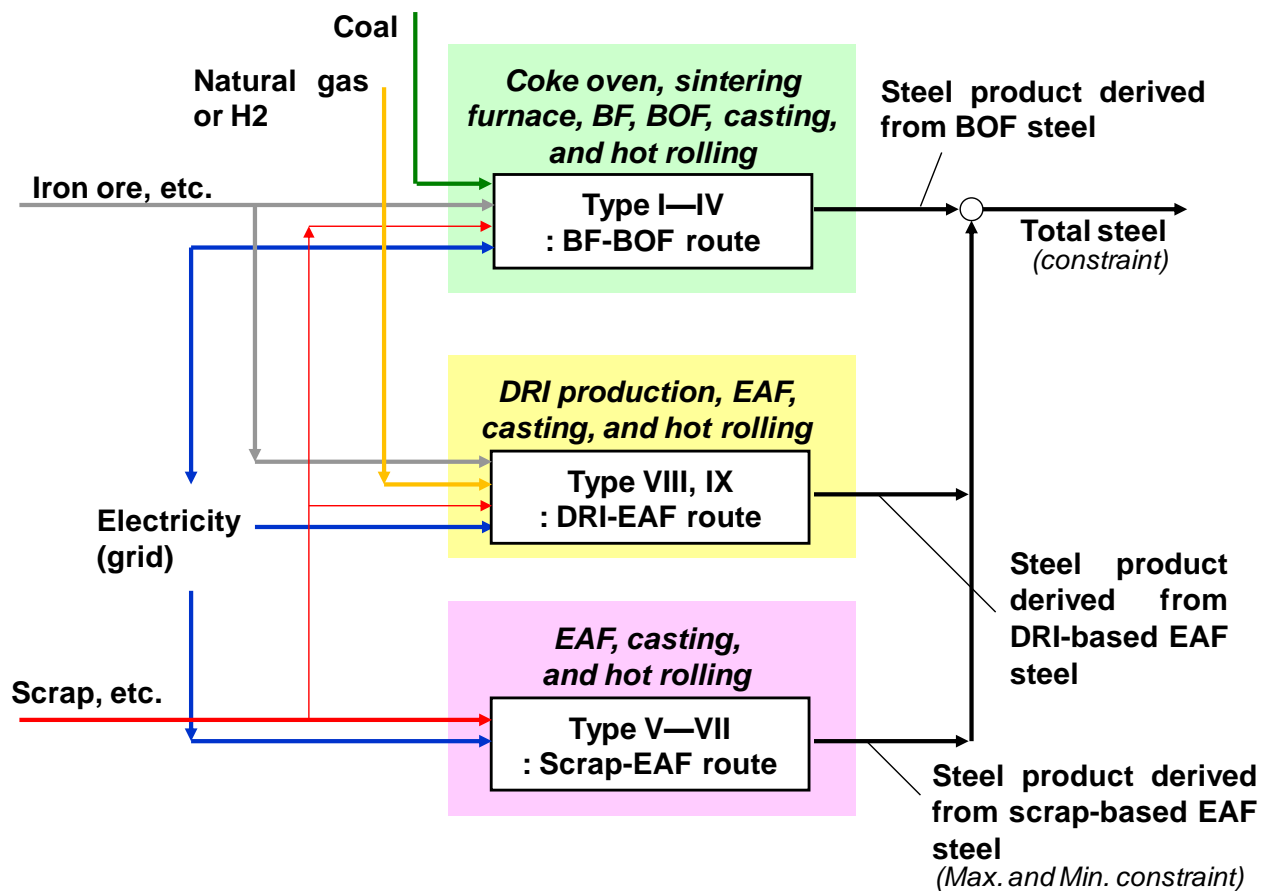 Coal
Natural gas
or H2
Coke oven, sintering
furnace, BF, BOF, casting,
and hot rolling
Steel product derived
from BOF steel
Iron ore, etc.
Type I—IV
: BF-BOF route
Total steel
(constraint)
DRI production, EAF,
casting, and hot rolling
Type VIII, IX
: DRI-EAF route
Electricity
(grid)
Steel product
derived from
DRI-based EAF
steel
EAF, casting,
and hot rolling
Scrap, etc.
Type V—VII
: Scrap-EAF route
Steel product derived
from scrap-based EAF
steel
(Max. and Min. constraint)